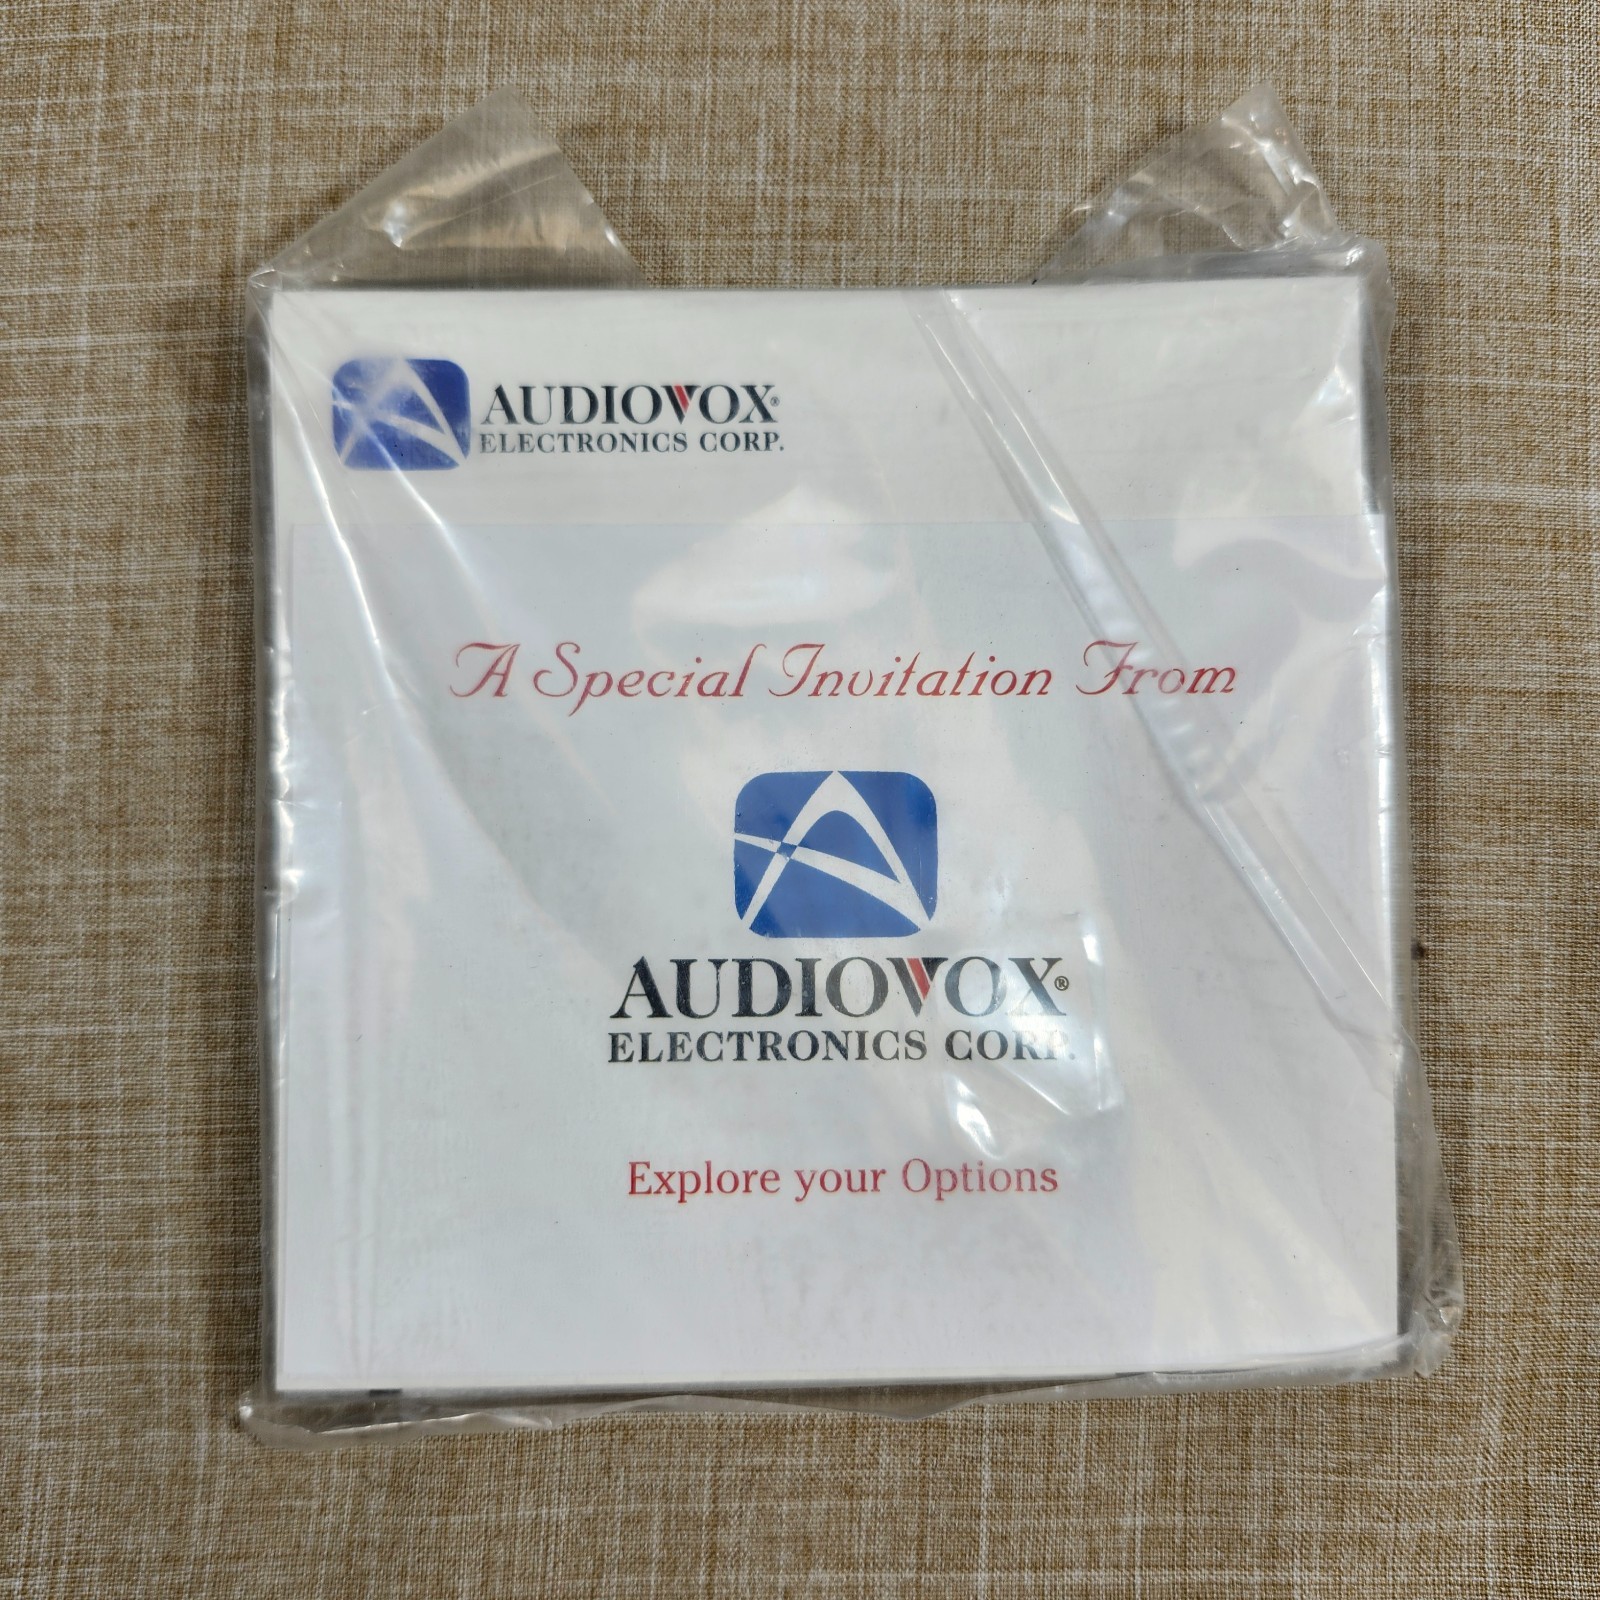 AUDIOVOX®
ELECTRONICS CORP.
A Special Invitation From
AUDIOVOX®
ELECTRONICS CORP.
Explore your Options